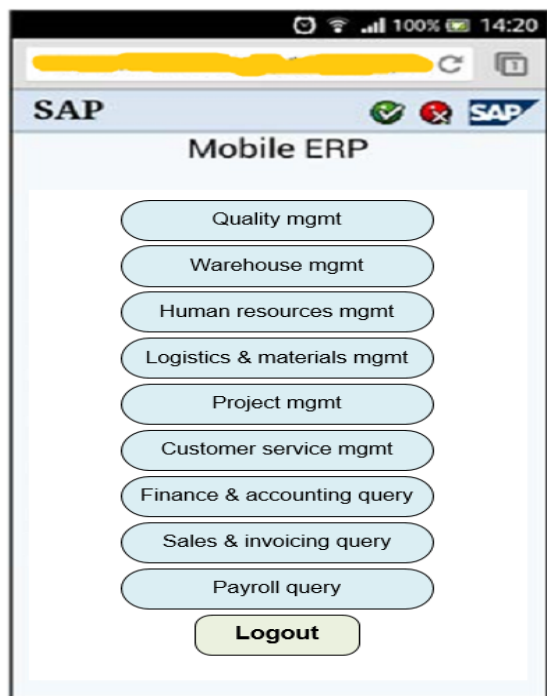 100% 14:20
1
SAP SAP
Mobile ERP
Quality mgmt
Warehouse mgmt
Human resources mgmt
Logistics & materials mgmt
Project mgmt
Customer service mgmt
Finance & accounting query
Sales & invoicing query
Payroll query
Logout